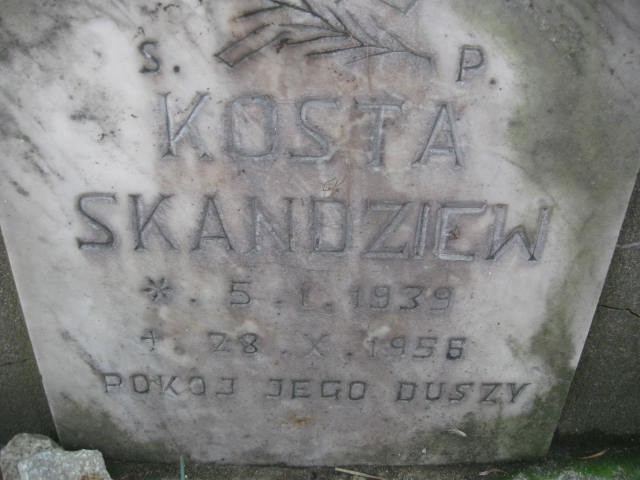 S. P.
KOSTA
SKANDZIEW
*. 5. I. 1939
+. 28. X. 1956
POKOJ JEGO DUSZY